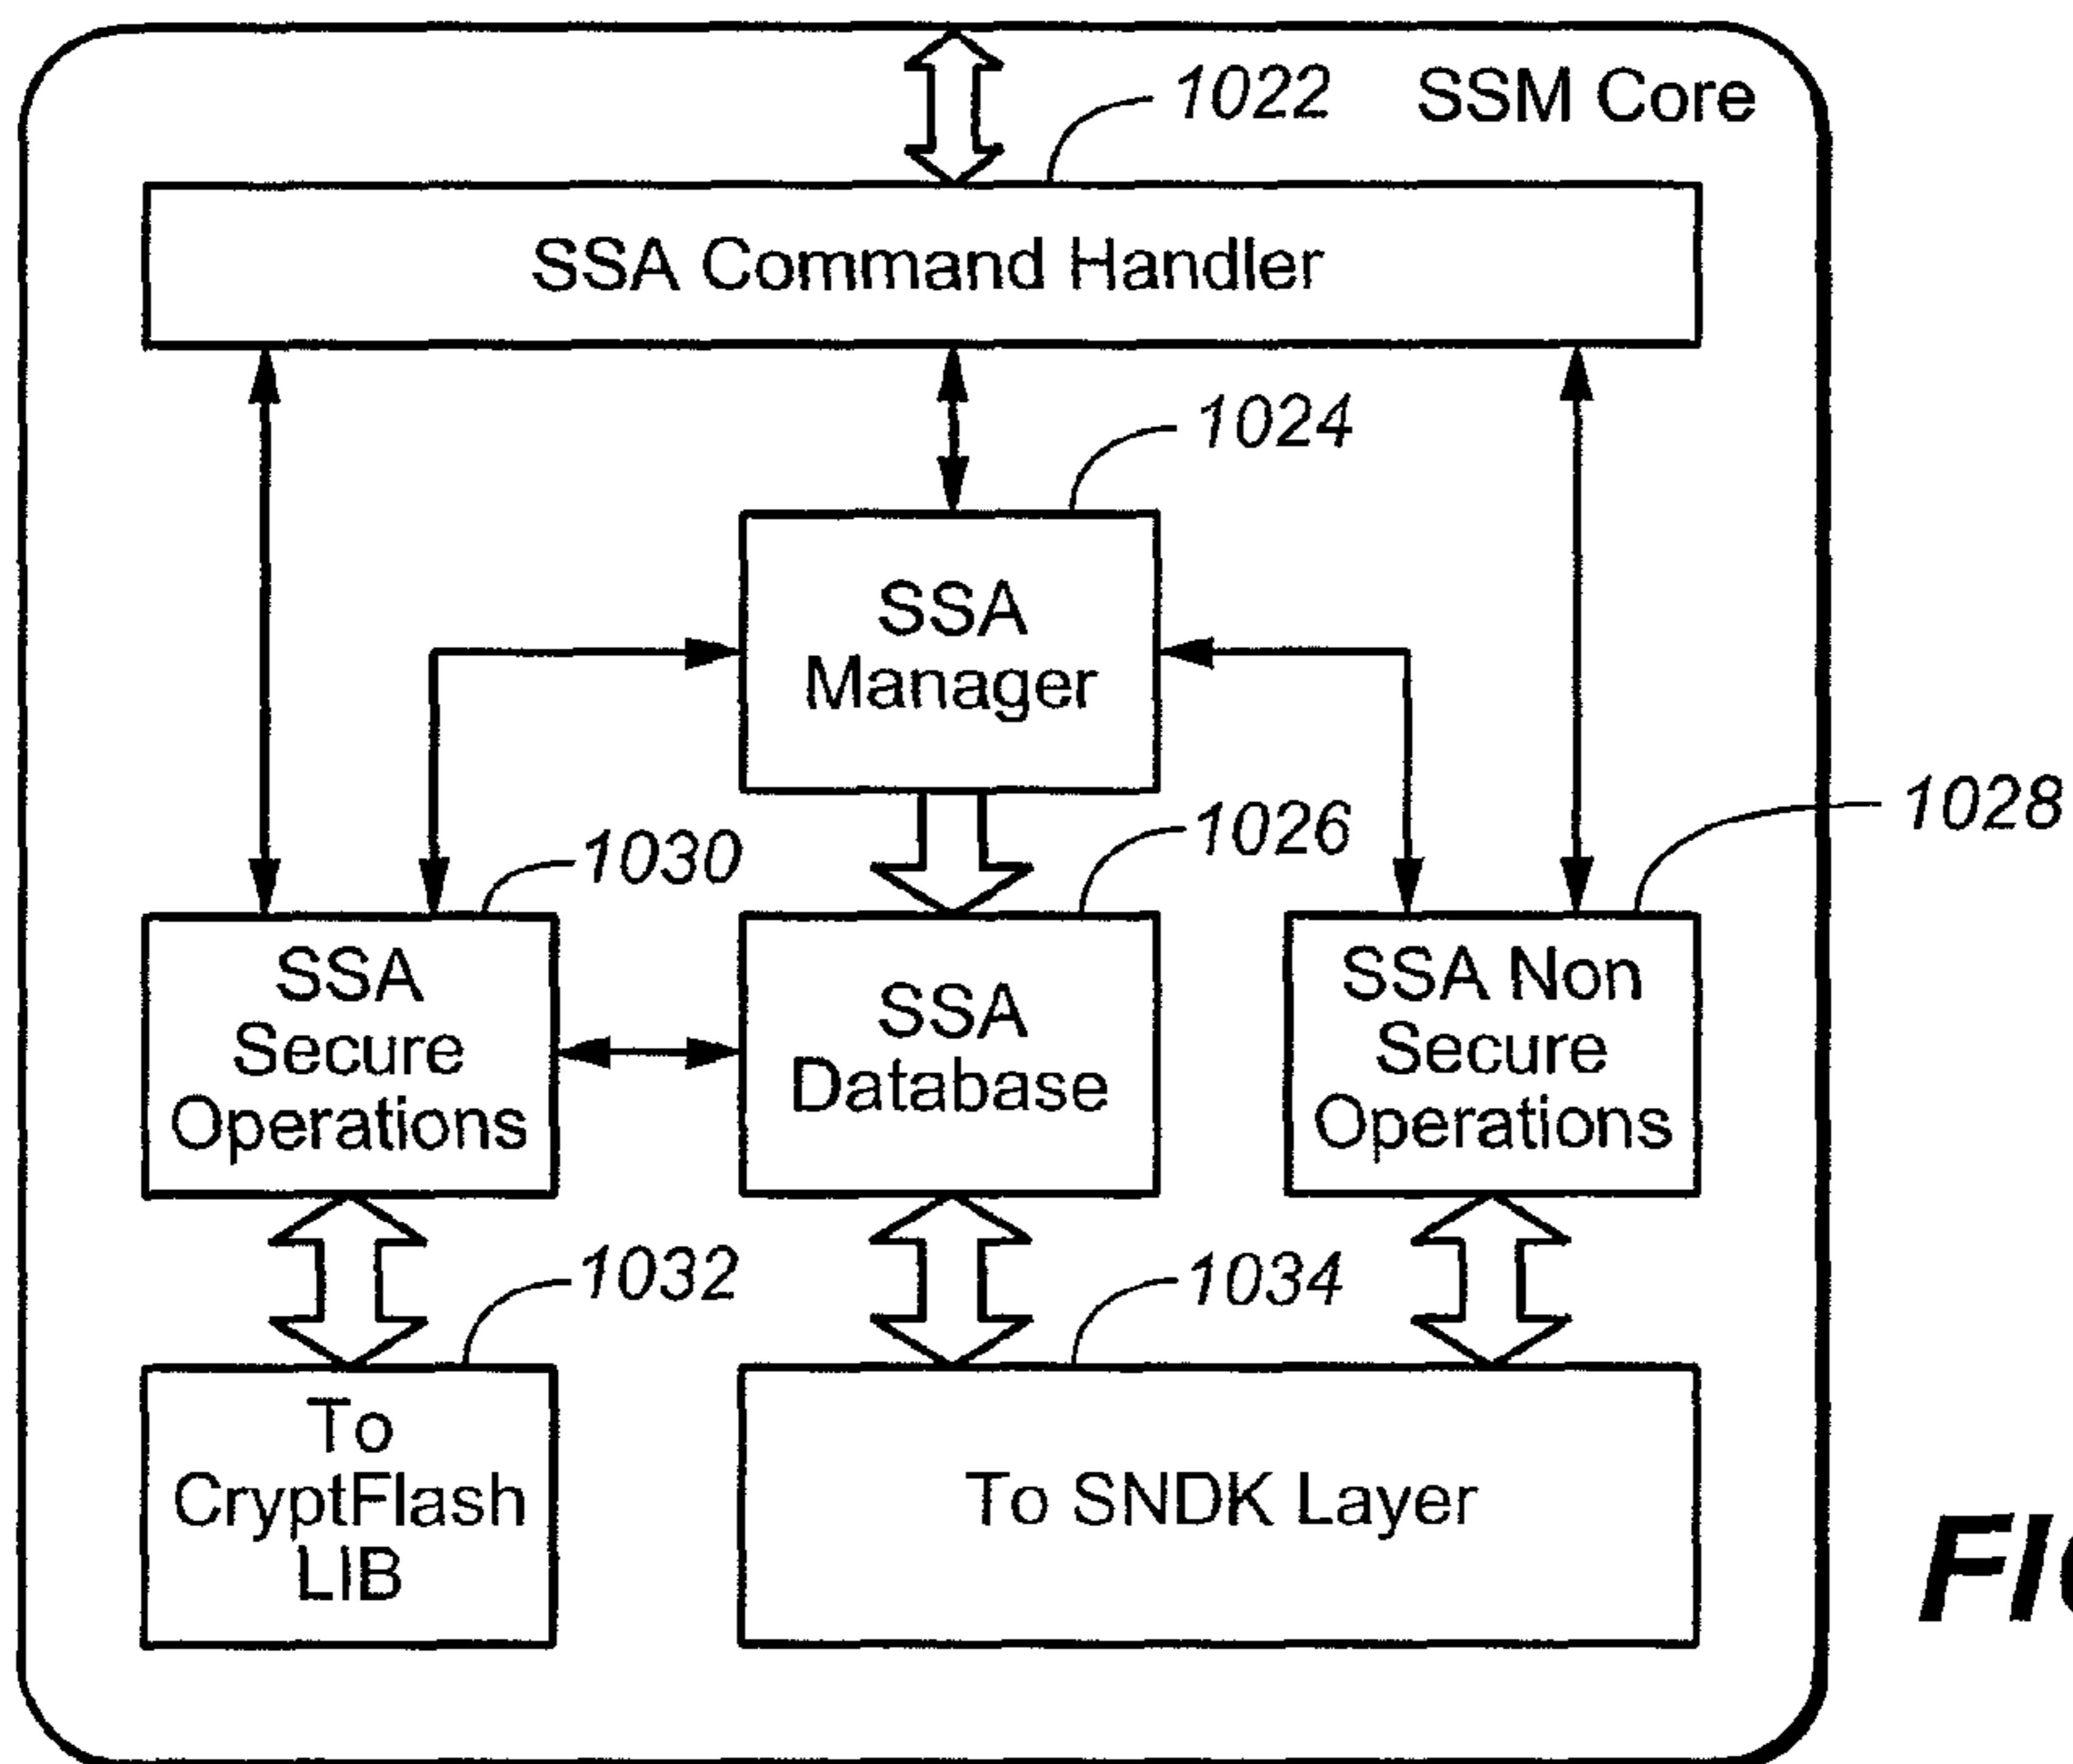 1022
SSM Core
SSA Command Handler
1024
SSA
Manager
1028
1030
1026
SSA
Secure
Operations
SSA
Database
SSA Non
Secure
Operations
1032
1034
To
CryptFlash
LIB
To SNDK Layer